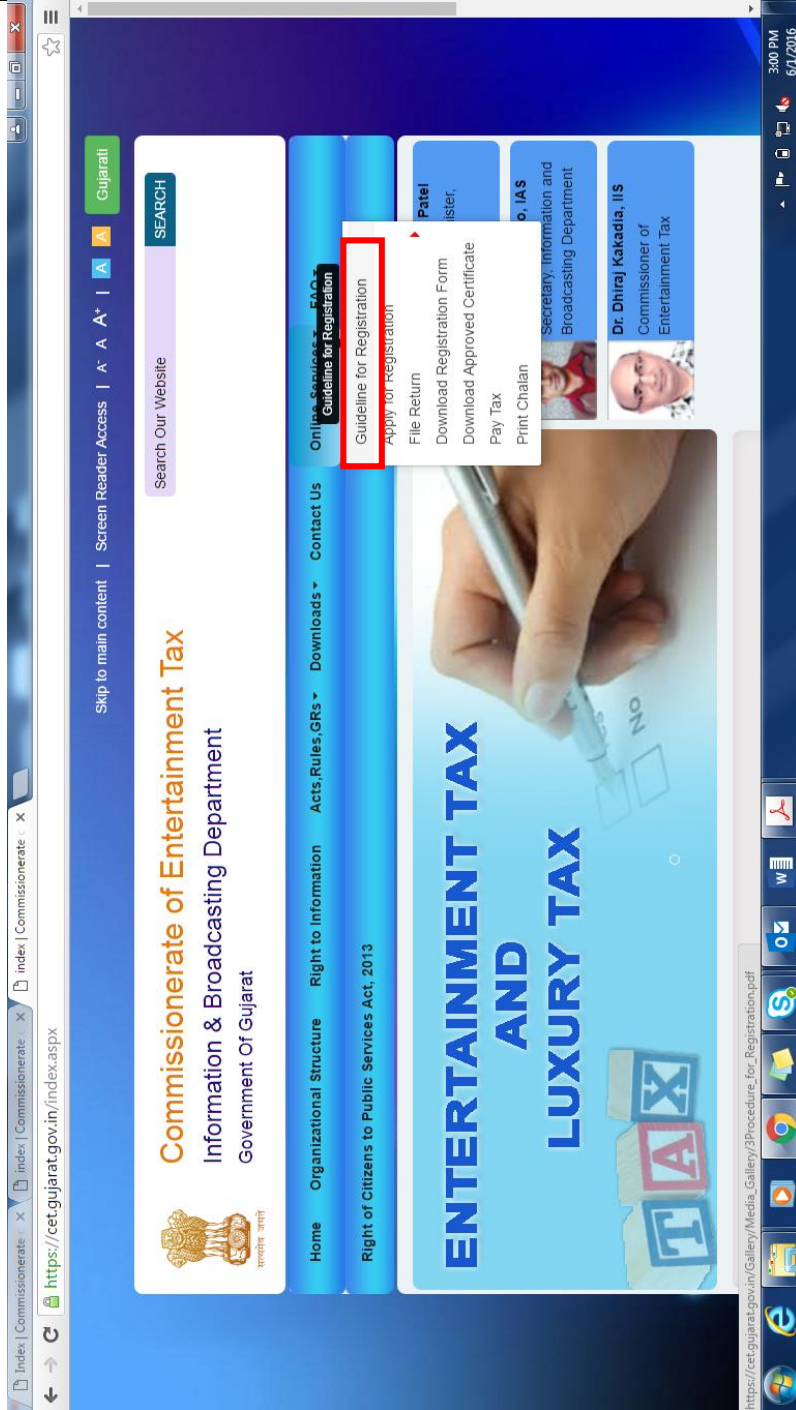 Index | Commissionerate
index | Commissionerate
index | Commissionerate
https://cet.gujarat.gov.in/index.aspx
Skip to main content | Screen Reader Access | A- A A+ | A A Gujarati
Commissionerate of Entertainment Tax
Information & Broadcasting Department
Government Of Gujarat
सत्यमेव जयते
Search Our Website SEARCH
Home Organizational Structure Right to Information Acts,Rules,GRs Downloads Contact Us Online Services FAQ
Right of Citizens to Public Services Act, 2013
Guideline for Registration
Guideline for Registration
Apply for Registration
File Return
Download Registration Form
Download Approved Certificate
Pay Tax
Print Chalan
ENTERTAINMENT TAX
AND
LUXURY TAX
TAX
NO
Patel
o, IAS
Secretary, Information and
Broadcasting Department
Dr. Dhiraj Kakadia, IIS
Commissioner of
Entertainment Tax
https://cet.gujarat.gov.in/Gallery/Media_Gallery/3Procedure_for_Registration.pdf
3:00 PM
6/1/2016